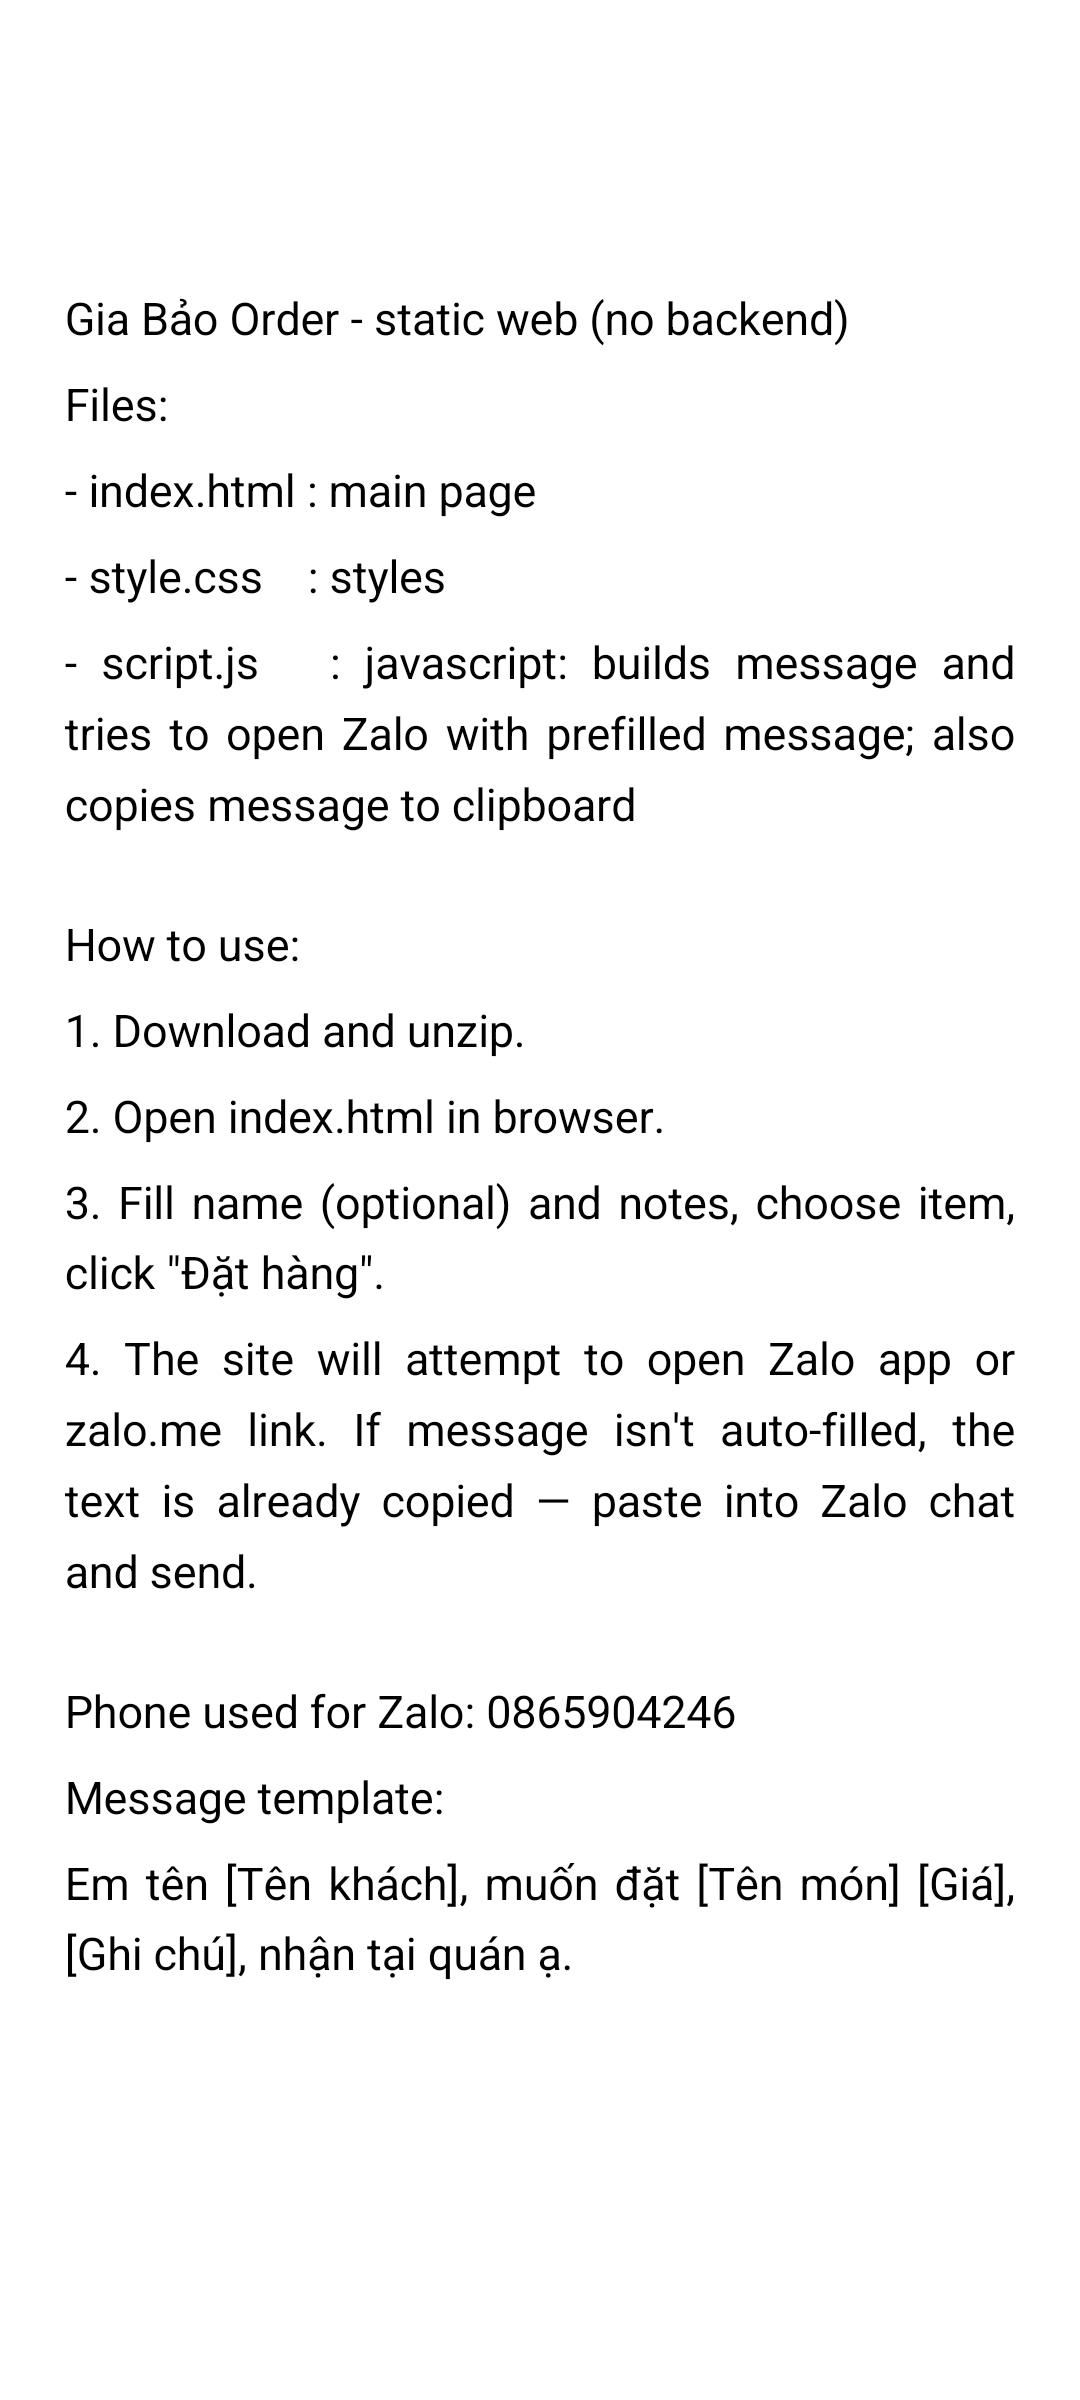 Gia Bảo Order - static web (no backend)
Files:
- index.html : main page
- style.css    : styles
- script.js     : javascript: builds message and
tries to open Zalo with prefilled message; also
copies message to clipboard
How to use:
1. Download and unzip.
2. Open index.html in browser.
3. Fill name (optional) and notes, choose item,
click "Đặt hàng".
4. The site will attempt to open Zalo app or
zalo.me link. If message isn't auto-filled, the
text is already copied — paste into Zalo chat
and send.
Phone used for Zalo: 0865904246
Message template:
Em tên [Tên khách], muốn đặt [Tên món] [Giá],
[Ghi chú], nhận tại quán ạ.